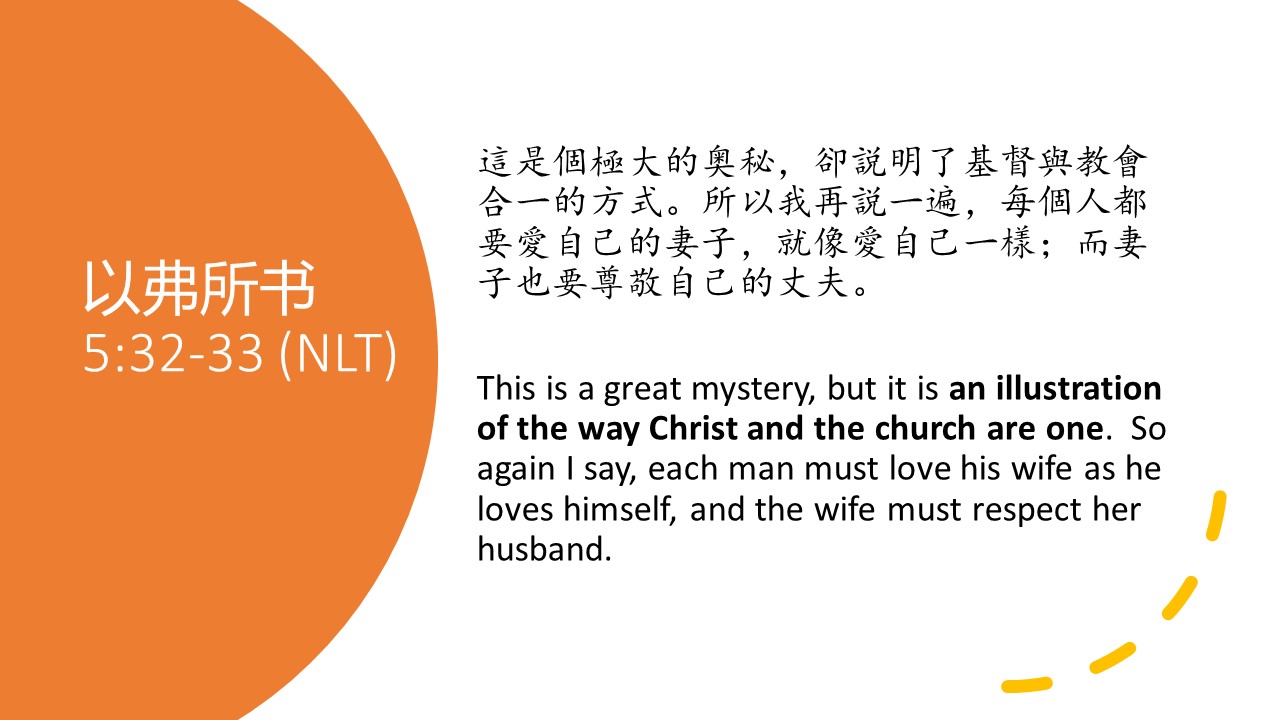 以弗所书
5:32-33 (NLT)
這是個極大的奧秘，卻説明了基督與教會
合一的方式。所以我再説一遍，每個人都
要愛自己的妻子，就像愛自己一樣；而妻
子也要尊敬自己的丈夫。
This is a great mystery, but it is an illustration
of the way Christ and the church are one.  So
again I say, each man must love his wife as he
loves himself, and the wife must respect her
husband.